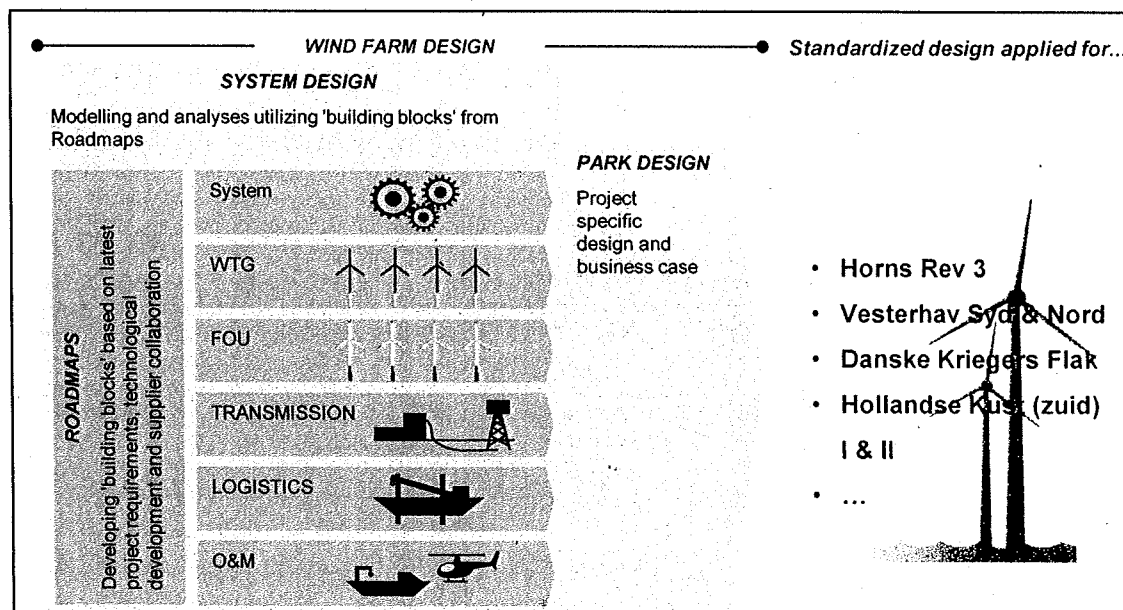 WIND FARM DESIGN
Standardized design applied for...
SYSTEM DESIGN
Modelling and analyses utilizing 'building blocks' from
Roadmaps
ROADMAPS
Developing 'building blocks' based on latest
project requirements, technological
development and supplier collaboration
System
WTG
FOU
TRANSMISSION
LOGISTICS
O&M
PARK DESIGN
Project
specific
design and
business case
• Horns Rev 3
• Vesterhav Syd & Nord
• Danske Kriegers Flak
• Hollandse Kust (zuid)
I & II
• ...